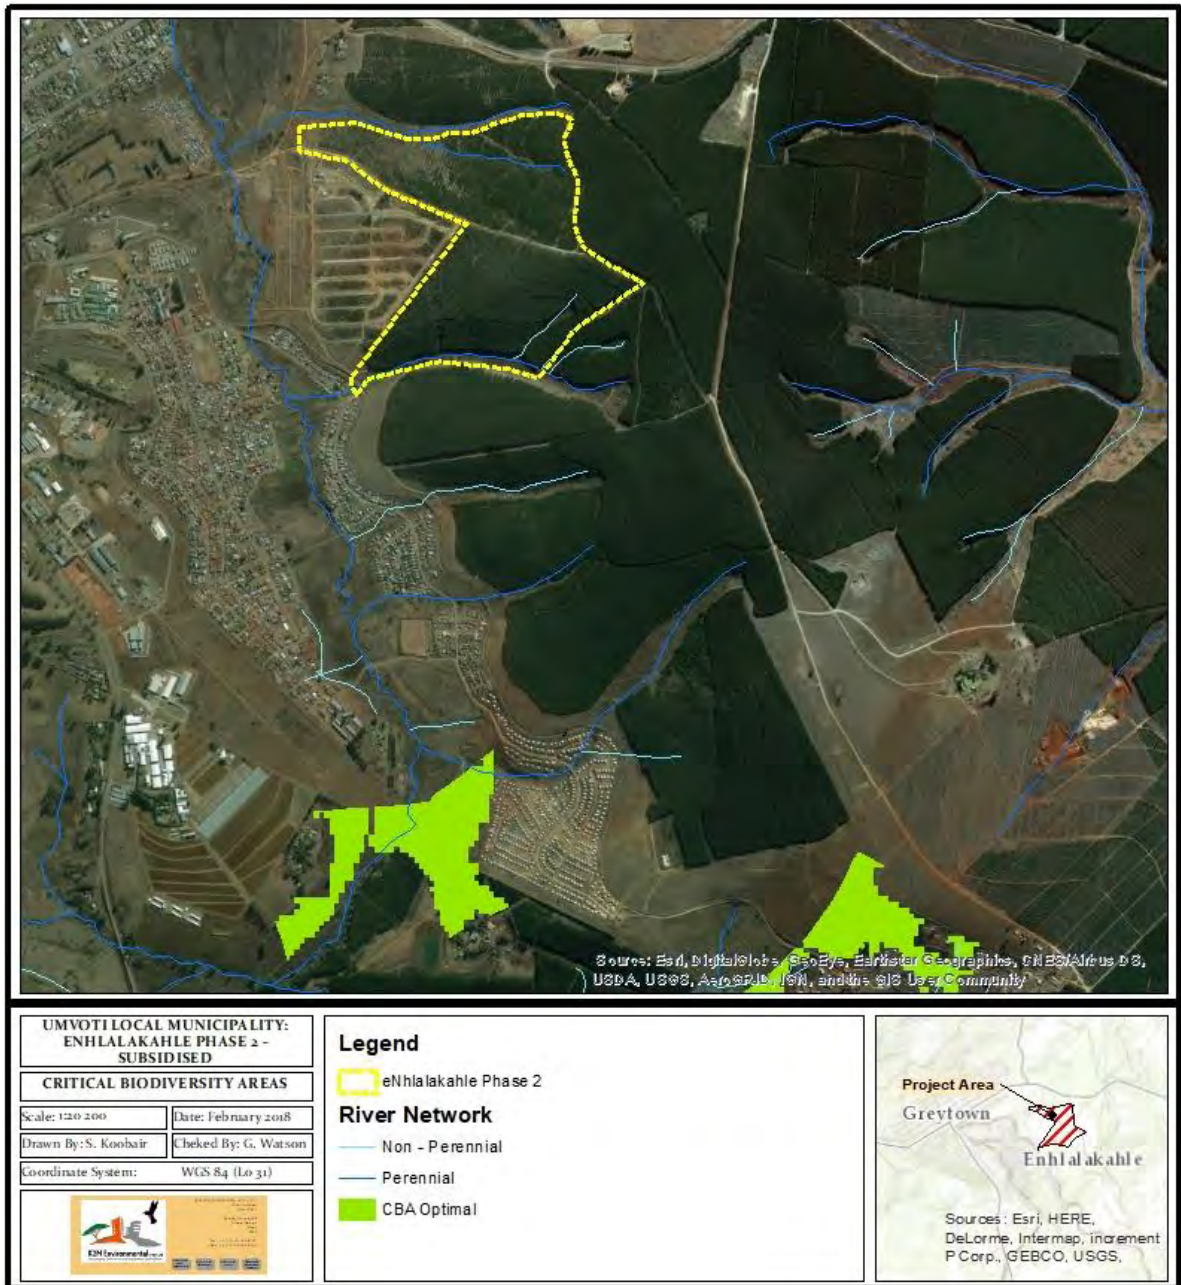 Source: Esri, DigitalGlobe, GeoEye, Earthstar Geographics, CNES/Airbus DS,
USDA, USGS, AeroGRID, IGN, and the GIS User Community
UMVOTI LOCAL MUNICIPALITY:
ENHLALAKAHLE PHASE 2 -
SUBSIDISED
CRITICAL BIODIVERSITY AREAS
Scale: 1:20 200
Date: February 2018
Drawn By: S. Koobair
Cheked By: G. Watson
Coordinate System: WGS 84 (Lo 31)
K2M Environmental
Legend
eNhlalakahle Phase 2
River Network
Non - Perennial
Perennial
CBA Optimal
Project Area
Greytown
Enhlalakahle
Sources: Esri, HERE,
DeLorme, Intermap, increment
P Corp., GEBCO, USGS,